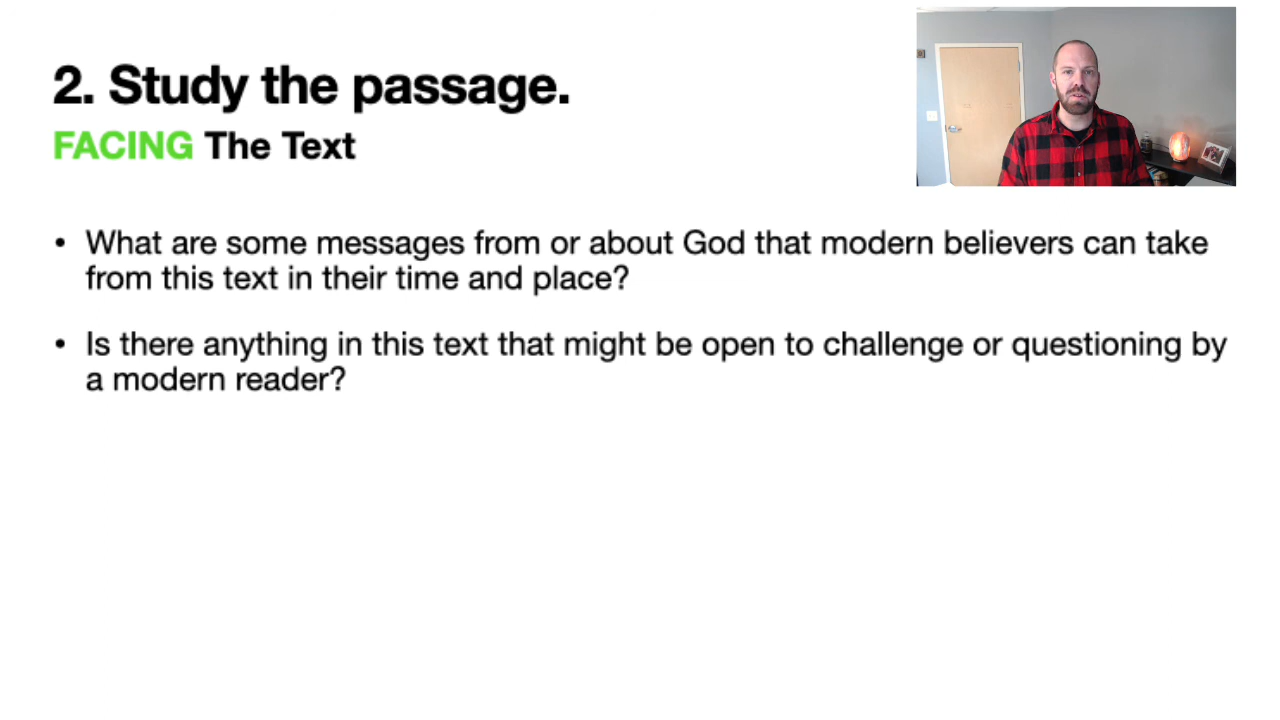 2. Study the passage.
FACING The Text
• What are some messages from or about God that modern believers can take
from this text in their time and place?
• Is there anything in this text that might be open to challenge or questioning by
a modern reader?